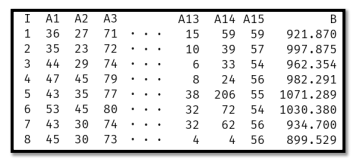 I A1 A2 A3 A13 A14 A15 B
1 36 27 71 · · · 15 59 59 921.870
2 35 23 72 · · · 10 39 57 997.875
3 44 29 74 · · · 6 33 54 962.354
4 47 45 79 · · · 8 24 56 982.291
5 43 35 77 · · · 38 206 55 1071.289
6 53 45 80 · · · 32 72 54 1030.380
7 43 30 74 · · · 32 62 56 934.700
8 45 30 73 · · · 4 4 56 899.529